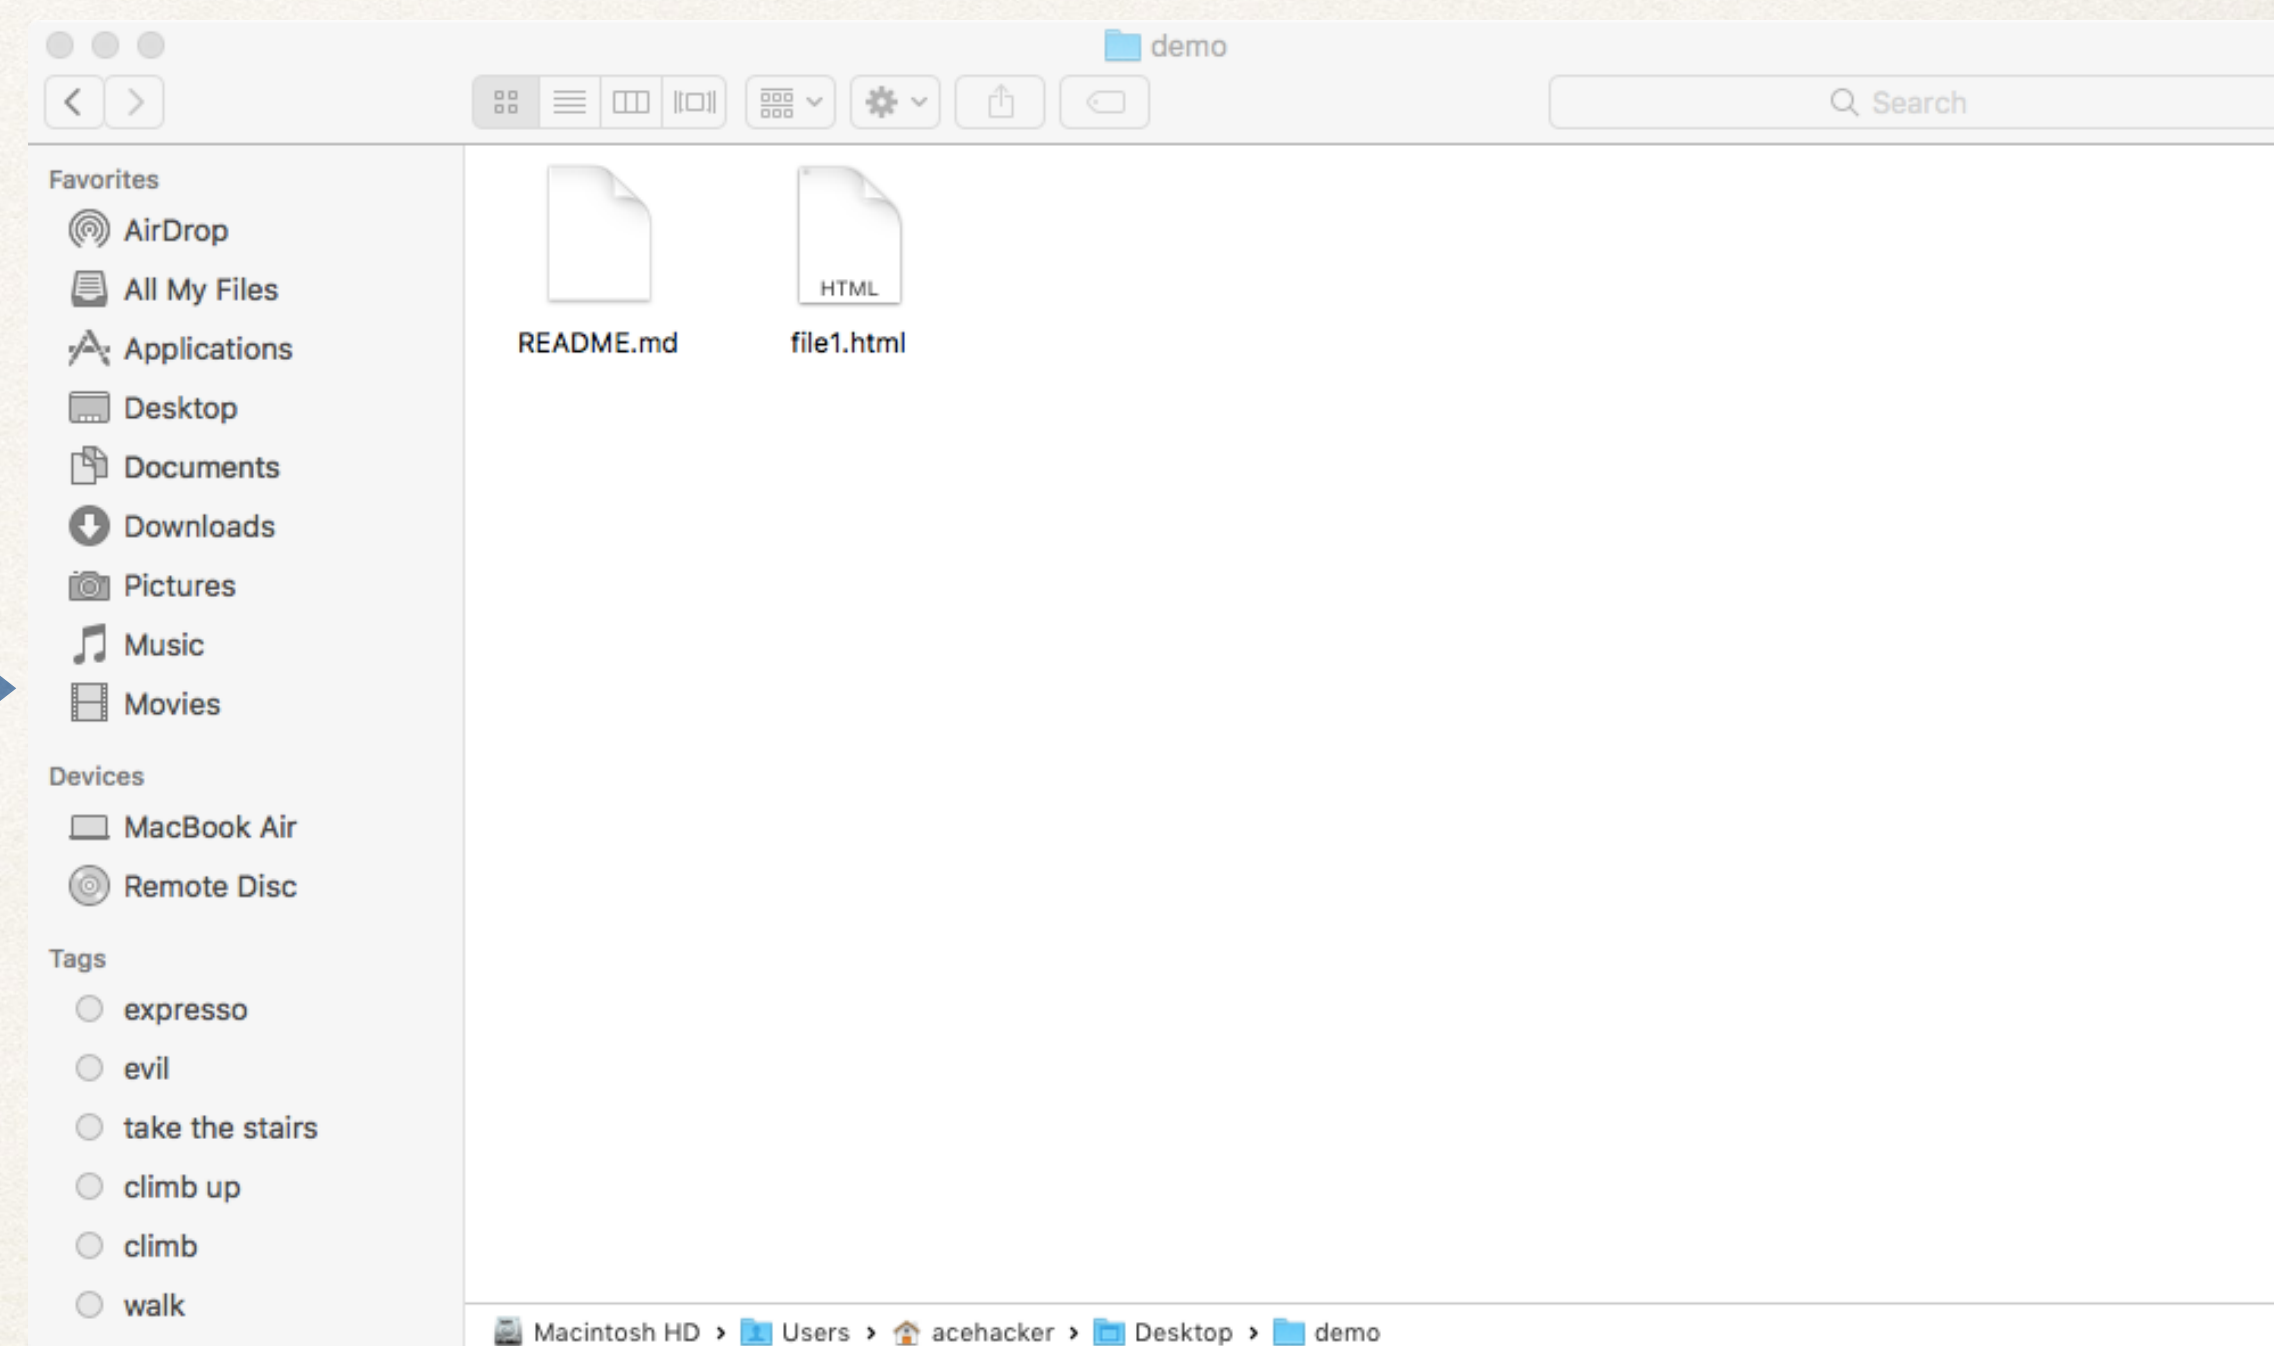 demo
Search
Favorites
AirDrop
All My Files
Applications
Desktop
Documents
Downloads
Pictures
Music
Movies
Devices
MacBook Air
Remote Disc
Tags
expresso
evil
take the stairs
climb up
climb
walk
HTML
README.md file1.html
Macintosh HD › Users › acehacker › Desktop › demo